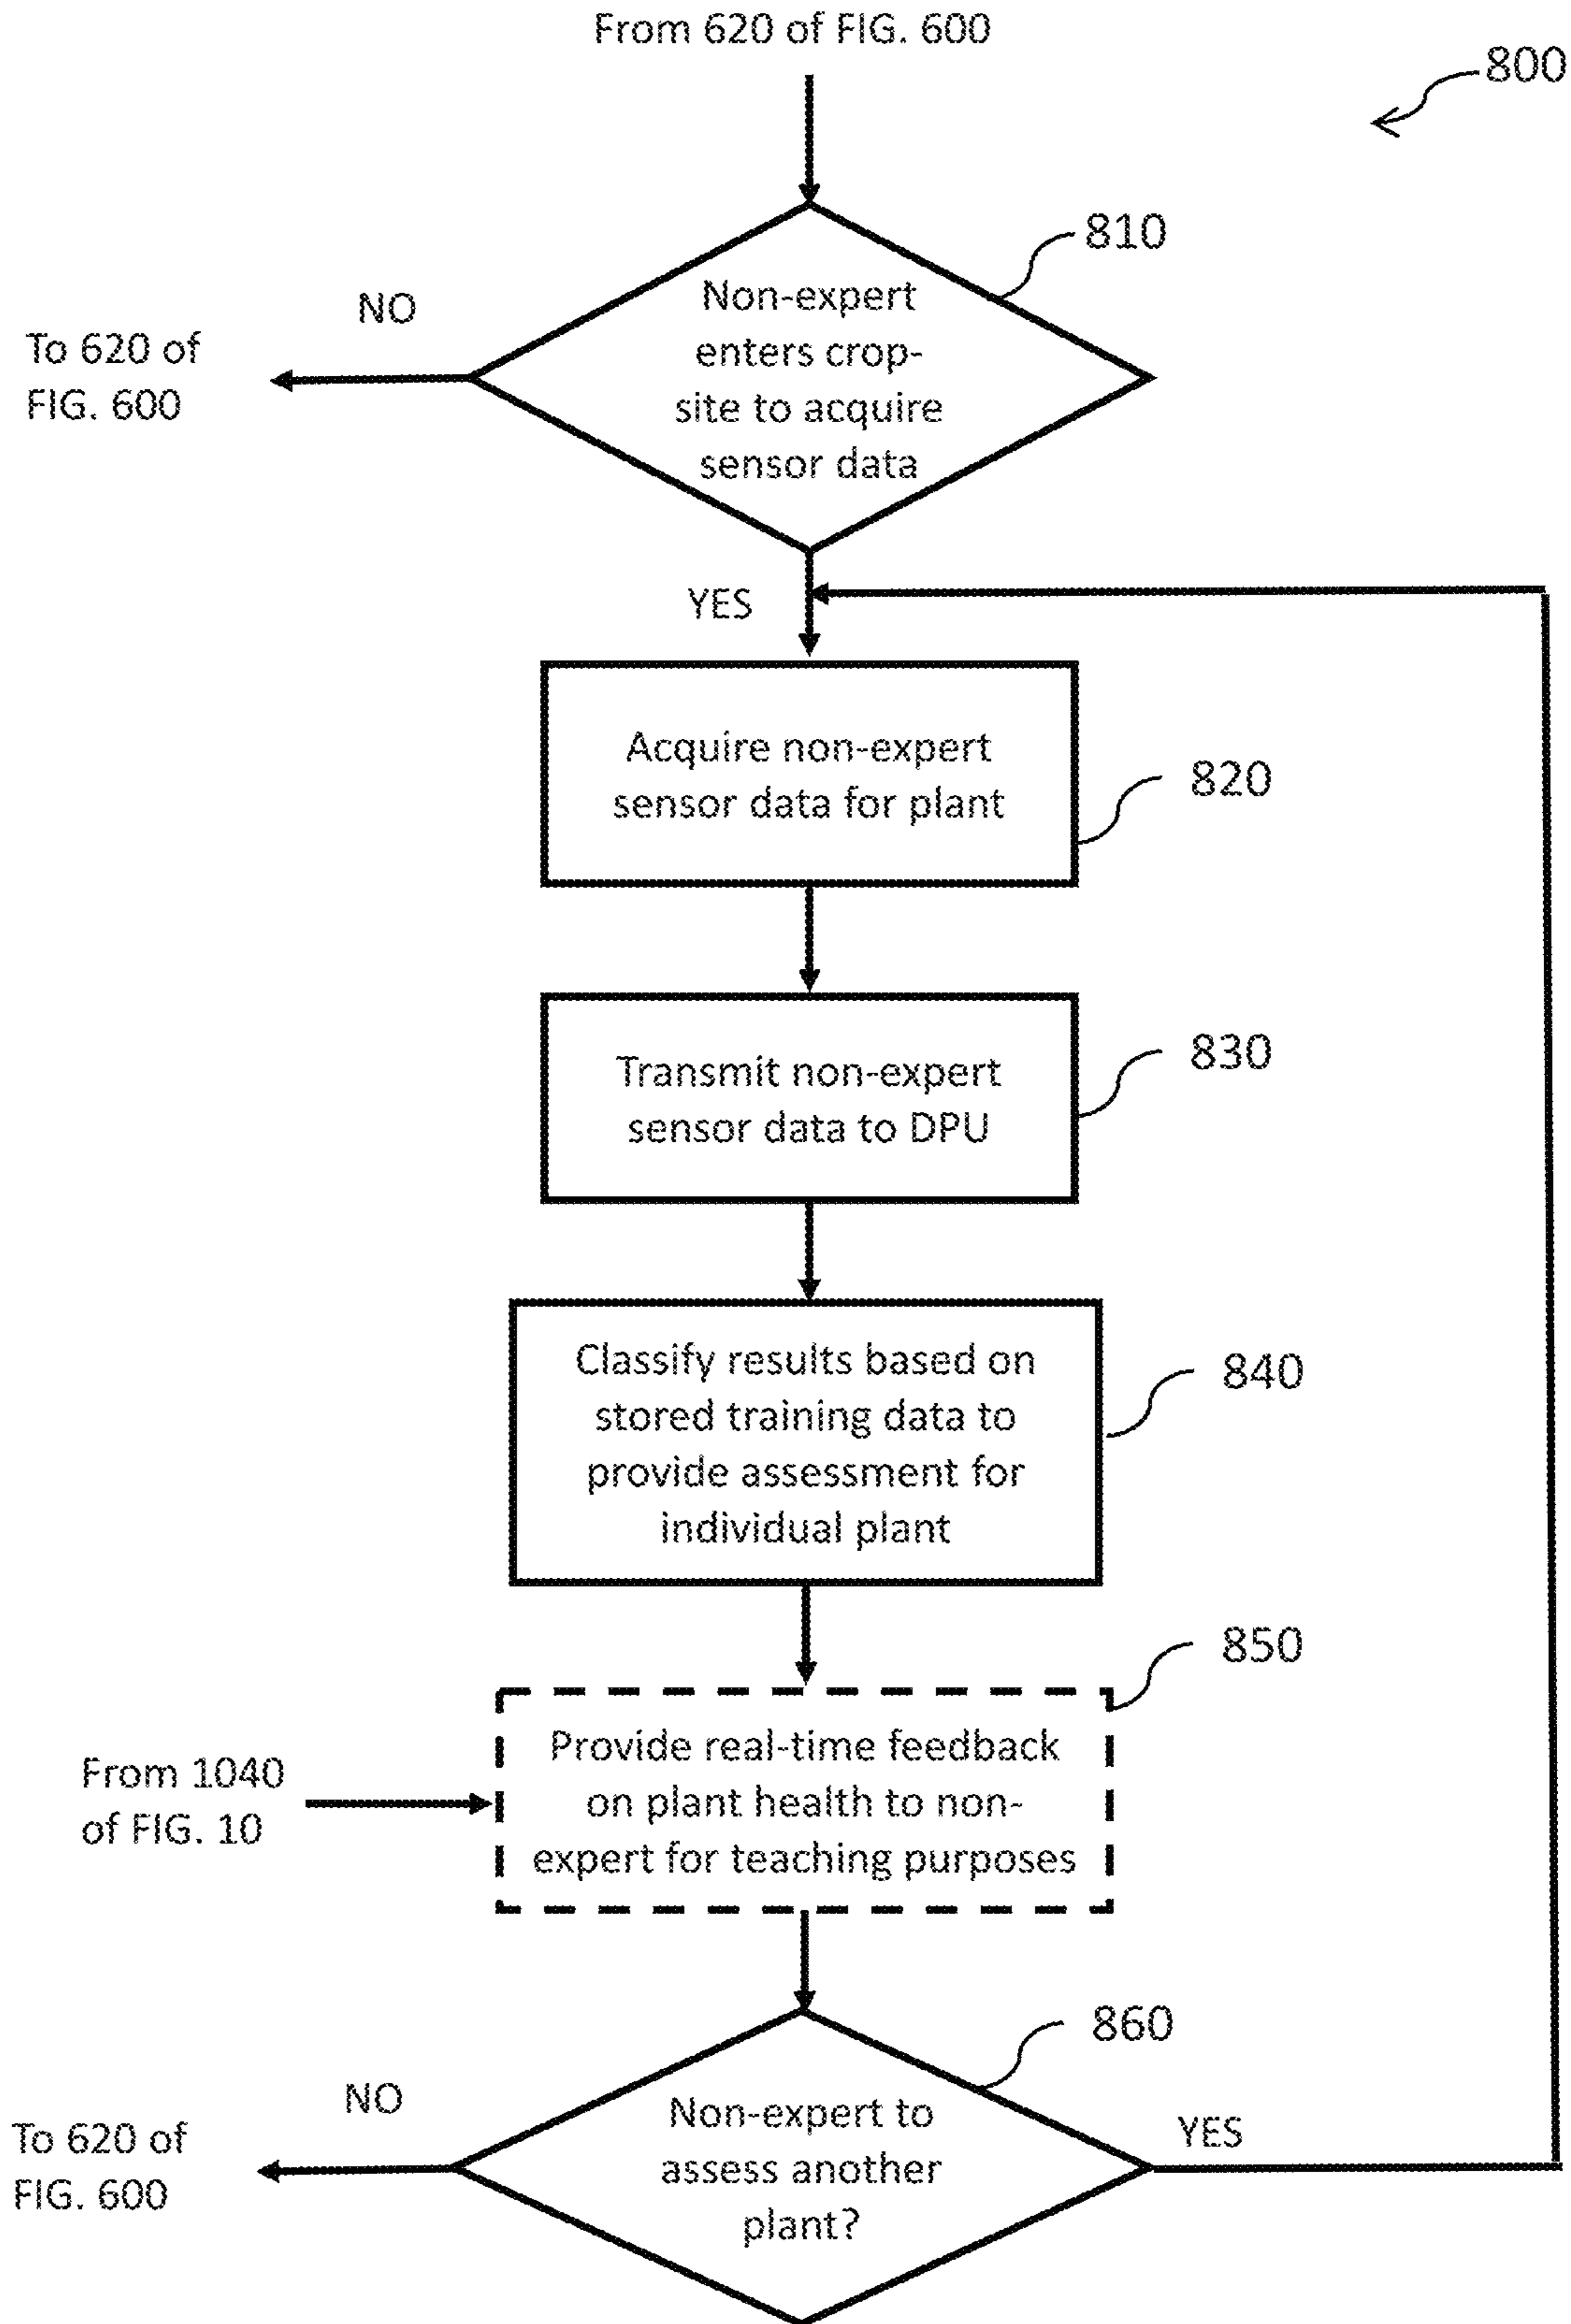 From 620 of FIG. 600
800
810
Non-expert
enters crop-
site to acquire
sensor data
NO
To 620 of
FIG. 600
YES
Acquire non-expert
sensor data for plant
820
Transmit non-expert
sensor data to DPU
830
Classify results based on
stored training data to
provide assessment for
individual plant
840
850
Provide real-time feedback
on plant health to non-
expert for teaching purposes
From 1040
of FIG. 10
860
Non-expert to
assess another
plant?
NO
To 620 of
FIG. 600
YES